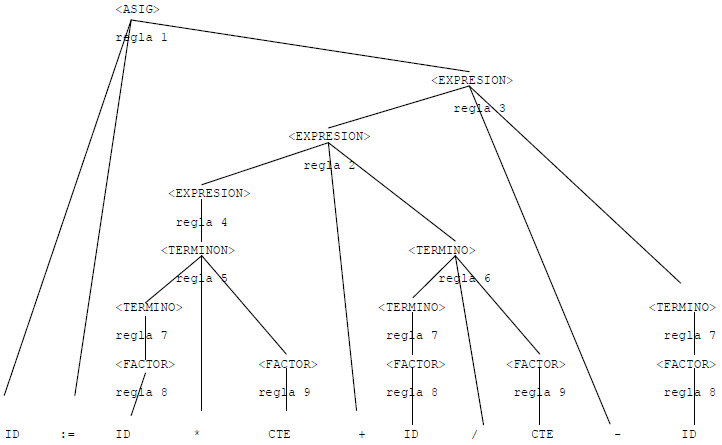 <ASIG>
regla 1
<EXPRESION>
regla 3
<EXPRESION>
regla 2
<EXPRESION>
regla 4
<TERMINON> <TERMINO>
regla 5 regla 6
<TERMINO> <TERMINO> <TERMINO>
regla 7 regla 7 regla 7
<FACTOR> <FACTOR> <FACTOR> <FACTOR> <FACTOR>
regla 8 regla 9 regla 8 regla 9 regla 8
ID := ID * CTE + ID / CTE - ID